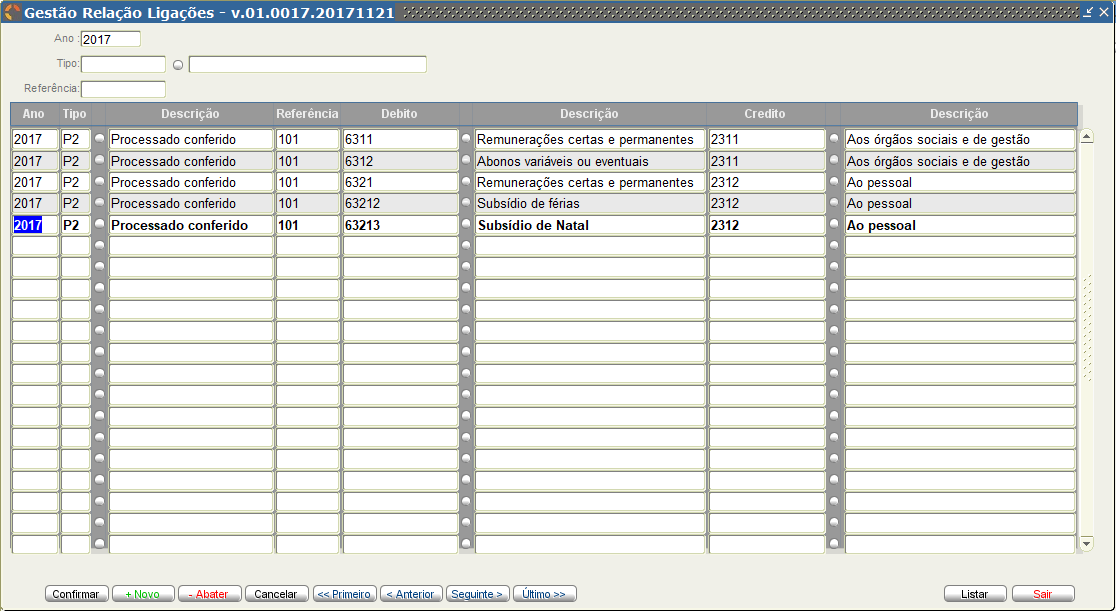 Gestão Relação Ligações - v.01.0017.20171121
Ano : 2017
Tipo:
Referência:
Ano Tipo Descrição Referência Debito Descrição Credito Descrição
2017 P2 Processado conferido 101 6311 Remunerações certas e permanentes 2311 Aos órgãos sociais e de gestão
2017 P2 Processado conferido 101 6312 Abonos variáveis ou eventuais 2311 Aos órgãos sociais e de gestão
2017 P2 Processado conferido 101 6321 Remunerações certas e permanentes 2312 Ao pessoal
2017 P2 Processado conferido 101 63212 Subsídio de férias 2312 Ao pessoal
2017 P2 Processado conferido 101 63213 Subsídio de Natal 2312 Ao pessoal
Confirmar + Novo - Abater Cancelar << Primeiro < Anterior Seguinte > Último >> Listar Sair